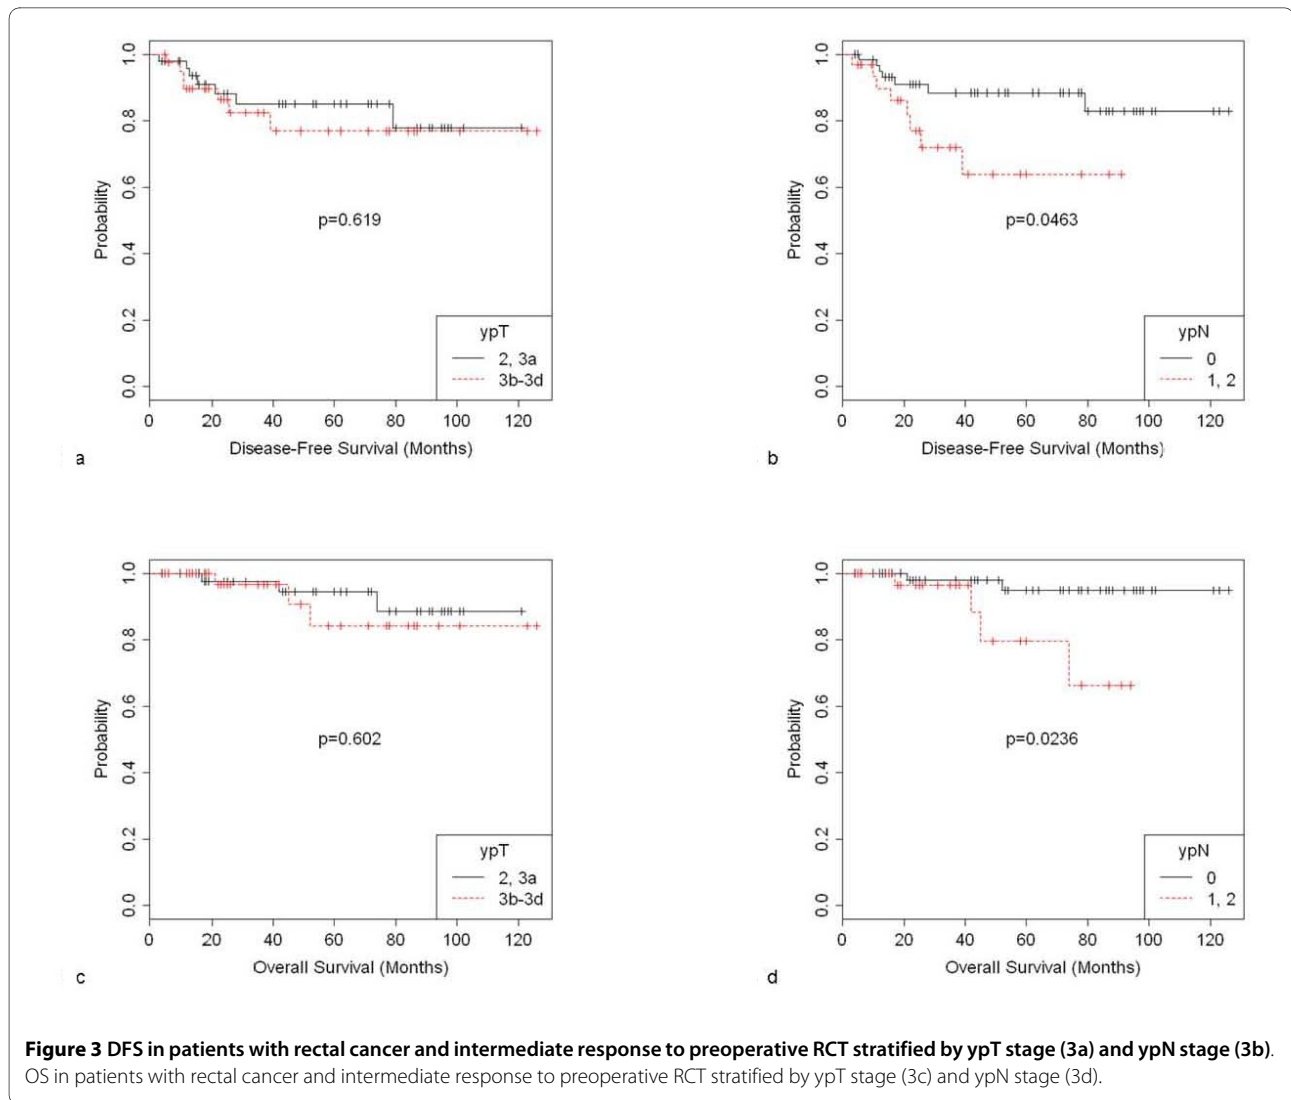 1.0
0.8
0.6
0.4
0.2
0.0
Probability
p=0.619
ypT
2, 3a
3b-3d
0 20 40 60 80 100 120
Disease-Free Survival (Months)
a
1.0
0.8
0.6
0.4
0.2
0.0
Probability
p=0.0463
ypN
0
1, 2
0 20 40 60 80 100 120
Disease-Free Survival (Months)
b
1.0
0.8
0.6
0.4
0.2
0.0
Probability
p=0.602
ypT
2, 3a
3b-3d
0 20 40 60 80 100 120
Overall Survival (Months)
c
1.0
0.8
0.6
0.4
0.2
0.0
Probability
p=0.0236
ypN
0
1, 2
0 20 40 60 80 100 120
Overall Survival (Months)
d
Figure 3 DFS in patients with rectal cancer and intermediate response to preoperative RCT stratified by ypT stage (3a) and ypN stage (3b).
OS in patients with rectal cancer and intermediate response to preoperative RCT stratified by ypT stage (3c) and ypN stage (3d).